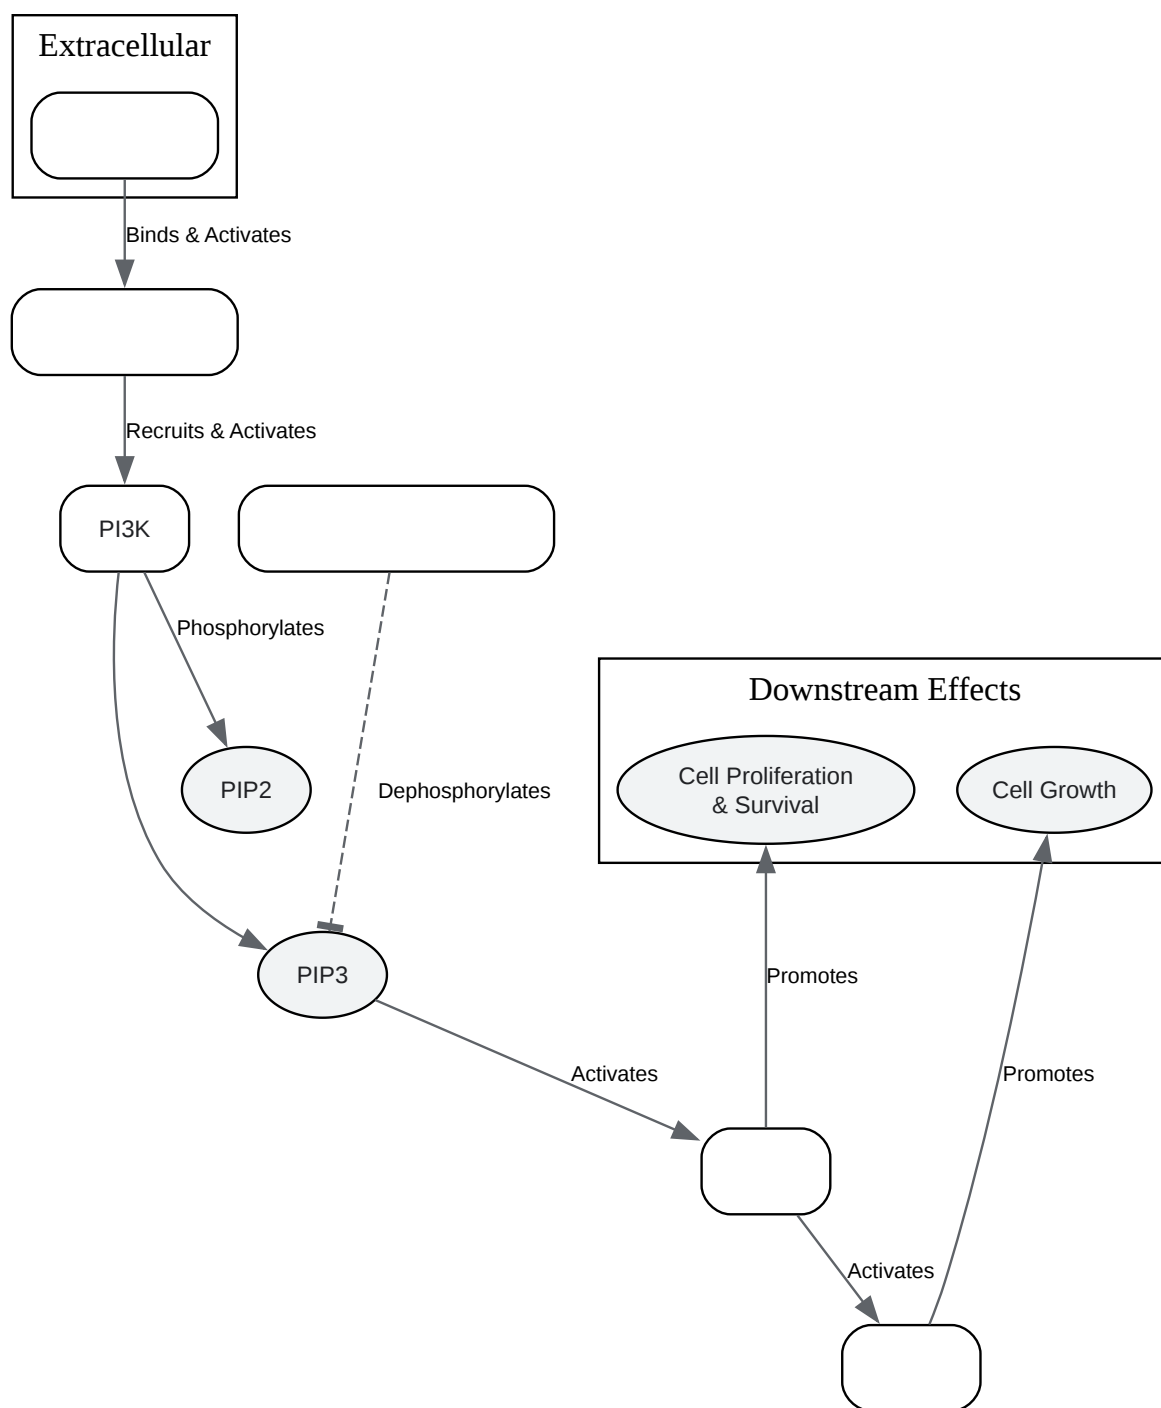 Extracellular
Binds & Activates
Recruits & Activates
PI3K
Phosphorylates
Downstream Effects
Cell Proliferation
& Survival
Cell Growth
PIP2
Dephosphorylates
PIP3
Promotes
Activates
Promotes
Activates